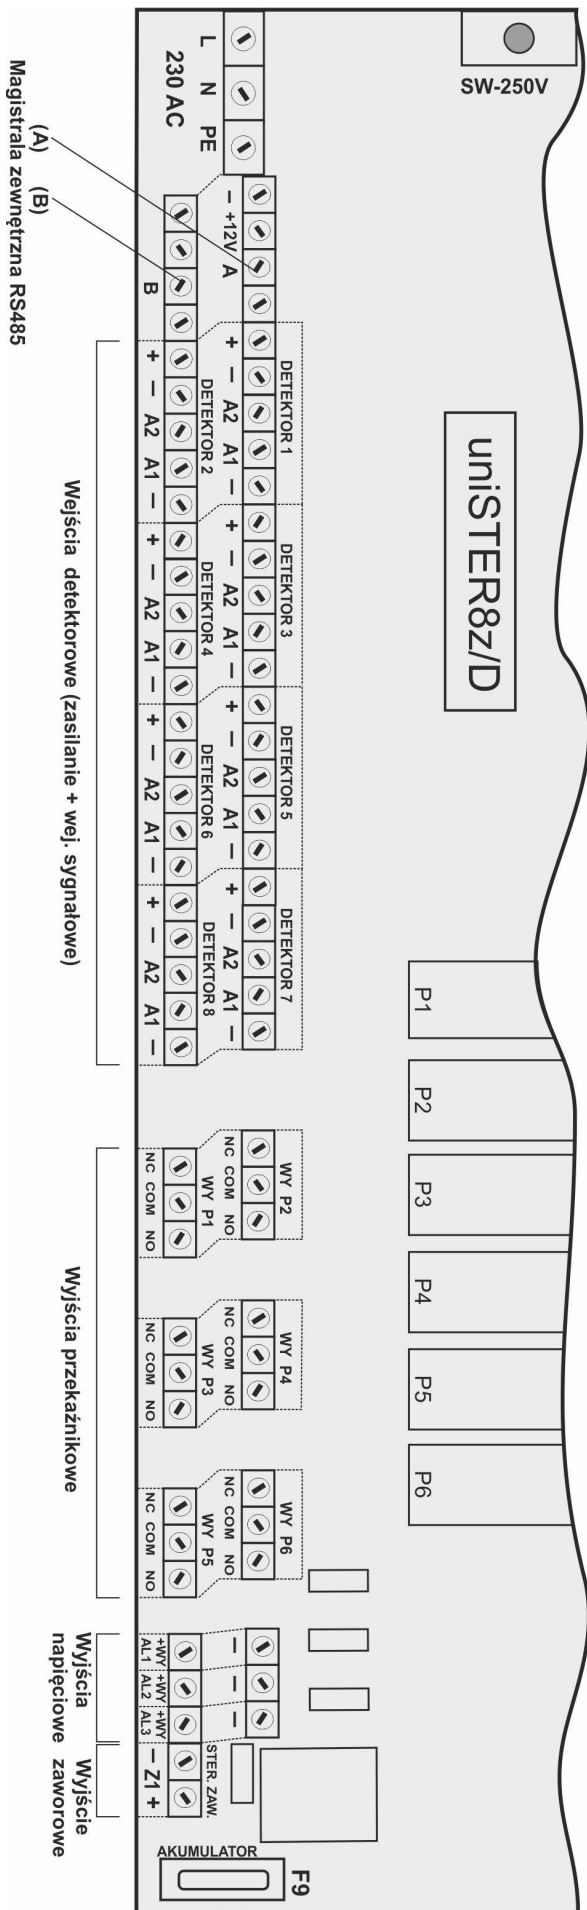 SW-250V
L N PE
230 AC
(A)
(B)
Magistrala zewnętrzna RS485
− +12V A
B
uniSTER8z/D
DETEKTOR 1
+ − A2 A1 −
DETEKTOR 2
+ − A2 A1 −
DETEKTOR 3
+ − A2 A1 −
DETEKTOR 4
+ − A2 A1 −
DETEKTOR 5
+ − A2 A1 −
DETEKTOR 6
+ − A2 A1 −
DETEKTOR 7
+ − A2 A1 −
DETEKTOR 8
+ − A2 A1 −
Wejścia detektorowe (zasilanie + wej. sygnałowe)
P1
P2
P3
P4
P5
P6
WY P2
NC COM NO
WY P1
NC COM NO
WY P4
NC COM NO
WY P3
NC COM NO
WY P6
NC COM NO
WY P5
NC COM NO
Wyjścia przekaźnikowe
− − −
+WY +WY +WY
AL1 AL2 AL3
Wyjścia
napięciowe
STER. ZAW.
− Z1 +
Wyjście
zaworowe
AKUMULATOR
F9